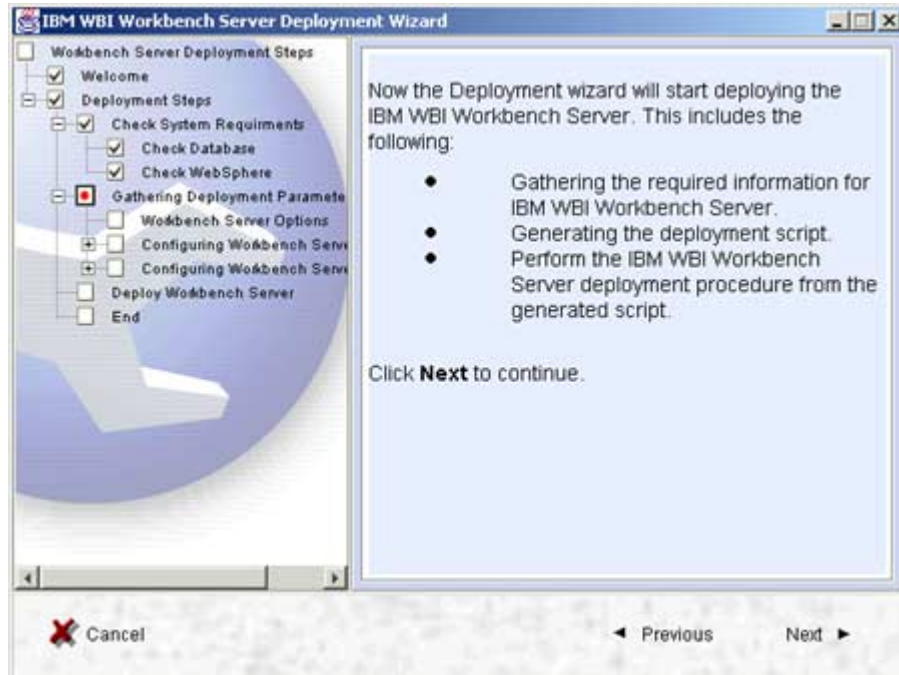 IBM WBI Workbench Server Deployment Wizard
Workbench Server Deployment Steps
Welcome
Deployment Steps
Check System Requirments
Check Database
Check WebSphere
Gathering Deployment Paramete
Workbench Server Options
Configuring Workbench Serve
Configuring Workbench Serve
Deploy Workbench Server
End
Now the Deployment wizard will start deploying the
IBM WBI Workbench Server. This includes the
following:
● Gathering the required information for
IBM WBI Workbench Server.
● Generating the deployment script.
● Perform the IBM WBI Workbench
Server deployment procedure from the
generated script.
Click Next to continue.
Cancel
Previous
Next